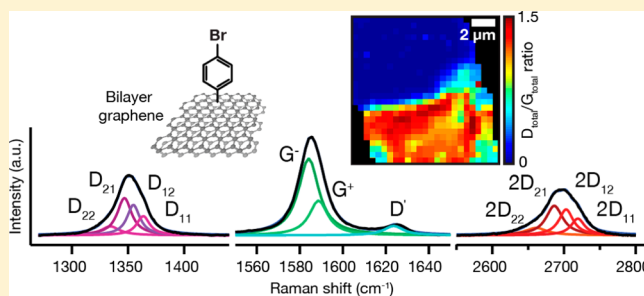 Br
Bilayer
graphene
2 µm
1.5
1
0.5
0
D_total/G_total ratio
Intensity (a.u.)
D₂₂
D₂₁
D₁₂
D₁₁
G⁻
G⁺
D'
2D₂₂
2D₂₁
2D₁₂
2D₁₁
1300 1350 1400 1560 1580 1600 1620 1640 2600 2700 2800
Raman shift (cm⁻¹)